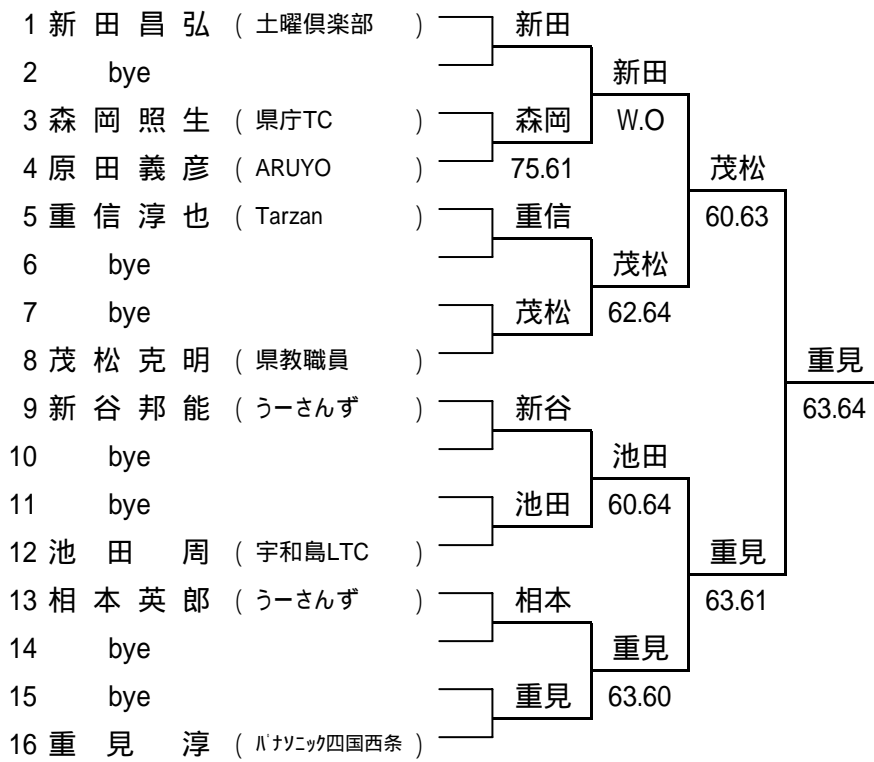 1 新 田 昌 弘 ( 土曜倶楽部 ) 新田
2 bye 新田
3 森 岡 照 生 ( 県庁TC ) 森岡 W.O
4 原 田 義 彦 ( ARUYO ) 75.61 茂松
5 重 信 淳 也 ( Tarzan ) 重信 60.63
6 bye 茂松
7 bye 茂松 62.64
8 茂 松 克 明 ( 県教職員 ) 重見
9 新 谷 邦 能 ( うーさんず ) 新谷 63.64
10 bye 池田
11 bye 池田 60.64
12 池 田 周 ( 宇和島LTC ) 重見
13 相 本 英 郎 ( うーさんず ) 相本 63.61
14 bye 重見
15 bye 重見 63.60
16 重 見 淳 ( パナソニック四国西条 )